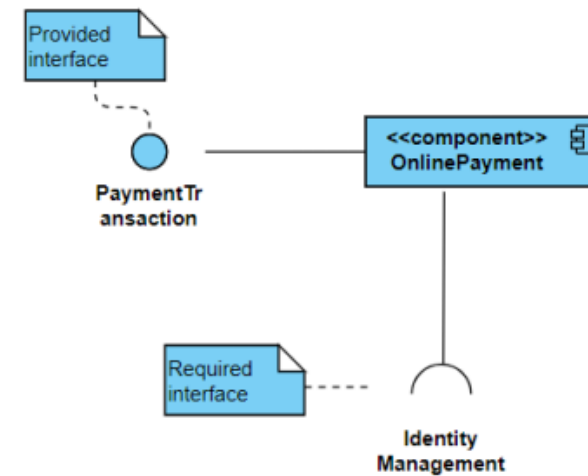 Provided
interface
<<component>>
OnlinePayment
PaymentTr
ansaction
Required
interface
Identity
Management